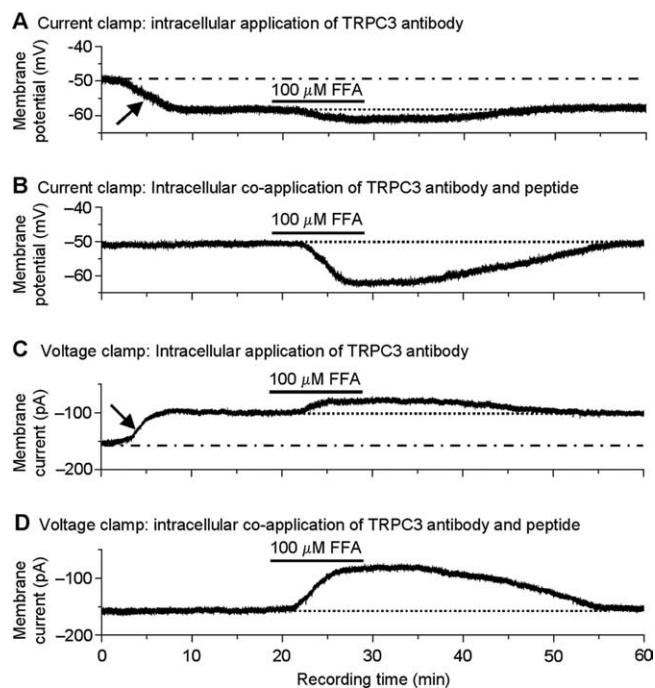 A Current clamp: intracellular application of TRPC3 antibody
Membrane
potential (mV)
-40
-50
-60
100 μM FFA
B Current clamp: Intracellular co-application of TRPC3 antibody and peptide
Membrane
potential (mV)
–40
–50
–60
100 μM FFA
C Voltage clamp: Intracellular application of TRPC3 antibody
Membrane
current (pA)
–100
–200
100 μM FFA
D Voltage clamp: intracellular co-application of TRPC3 antibody and peptide
Membrane
current (pA)
–100
–200
100 μM FFA
0 10 20 30 40 50 60
Recording time (min)